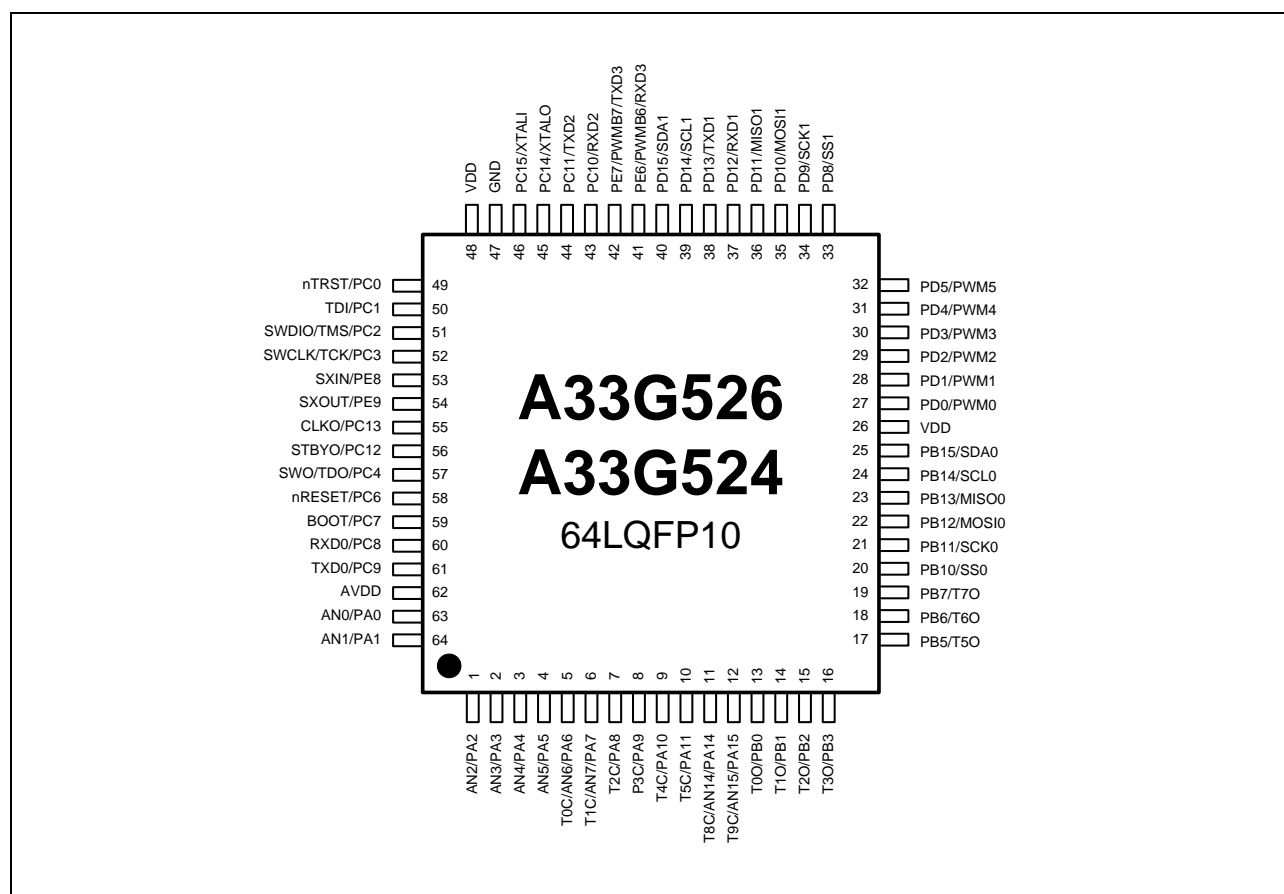 VDD
GND
PC15/XTALI
PC14/XTALO
PC11/TXD2
PC10/RXD2
PE7/PWMB7/TXD3
PE6/PWMB6/RXD3
PD15/SDA1
PD14/SCL1
PD13/TXD1
PD12/RXD1
PD11/MISO1
PD10/MOSI1
PD9/SCK1
PD8/SS1
48
47
46
45
44
43
42
41
40
39
38
37
36
35
34
33
nTRST/PC0 49
TDI/PC1 50
SWDIO/TMS/PC2 51
SWCLK/TCK/PC3 52
SXIN/PE8 53
SXOUT/PE9 54
CLKO/PC13 55
STBYO/PC12 56
SWO/TDO/PC4 57
nRESET/PC6 58
BOOT/PC7 59
RXD0/PC8 60
TXD0/PC9 61
AVDD 62
AN0/PA0 63
AN1/PA1 64
A33G526
A33G524
64LQFP10
32 PD5/PWM5
31 PD4/PWM4
30 PD3/PWM3
29 PD2/PWM2
28 PD1/PWM1
27 PD0/PWM0
26 VDD
25 PB15/SDA0
24 PB14/SCL0
23 PB13/MISO0
22 PB12/MOSI0
21 PB11/SCK0
20 PB10/SS0
19 PB7/T7O
18 PB6/T6O
17 PB5/T5O
1
2
3
4
5
6
7
8
9
10
11
12
13
14
15
16
AN2/PA2
AN3/PA3
AN4/PA4
AN5/PA5
T0C/AN6/PA6
T1C/AN7/PA7
T2C/PA8
P3C/PA9
T4C/PA10
T5C/PA11
T8C/AN14/PA14
T9C/AN15/PA15
T0O/PB0
T1O/PB1
T2O/PB2
T3O/PB3